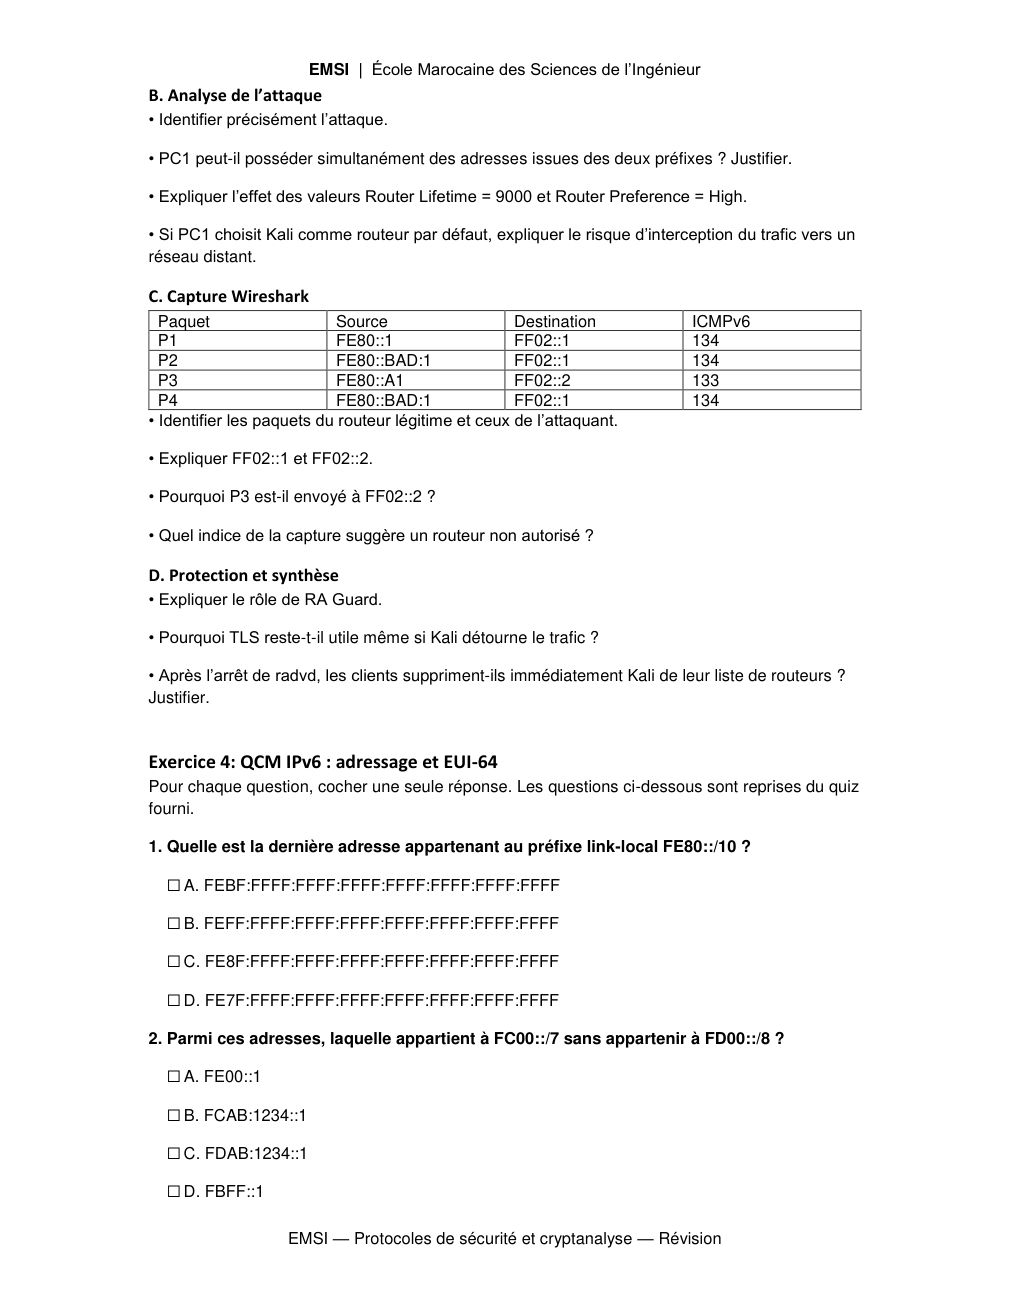 EMSI | École Marocaine des Sciences de l’Ingénieur
B. Analyse de l’attaque
• Identifier précisément l’attaque.
• PC1 peut-il posséder simultanément des adresses issues des deux préfixes ? Justifier.
• Expliquer l’effet des valeurs Router Lifetime = 9000 et Router Preference = High.
• Si PC1 choisit Kali comme routeur par défaut, expliquer le risque d’interception du trafic vers un
réseau distant.
C. Capture Wireshark
Paquet Source Destination ICMPv6
P1 FE80::1 FF02::1 134
P2 FE80::BAD:1 FF02::1 134
P3 FE80::A1 FF02::2 133
P4 FE80::BAD:1 FF02::1 134
• Identifier les paquets du routeur légitime et ceux de l’attaquant.
• Expliquer FF02::1 et FF02::2.
• Pourquoi P3 est-il envoyé à FF02::2 ?
• Quel indice de la capture suggère un routeur non autorisé ?
D. Protection et synthèse
• Expliquer le rôle de RA Guard.
• Pourquoi TLS reste-t-il utile même si Kali détourne le trafic ?
• Après l’arrêt de radvd, les clients suppriment-ils immédiatement Kali de leur liste de routeurs ?
Justifier.
Exercice 4: QCM IPv6 : adressage et EUI-64
Pour chaque question, cocher une seule réponse. Les questions ci-dessous sont reprises du quiz
fourni.
1. Quelle est la dernière adresse appartenant au préfixe link-local FE80::/10 ?
☐ A. FEBF:FFFF:FFFF:FFFF:FFFF:FFFF:FFFF:FFFF
☐ B. FEFF:FFFF:FFFF:FFFF:FFFF:FFFF:FFFF:FFFF
☐ C. FE8F:FFFF:FFFF:FFFF:FFFF:FFFF:FFFF:FFFF
☐ D. FE7F:FFFF:FFFF:FFFF:FFFF:FFFF:FFFF:FFFF
2. Parmi ces adresses, laquelle appartient à FC00::/7 sans appartenir à FD00::/8 ?
☐ A. FE00::1
☐ B. FCAB:1234::1
☐ C. FDAB:1234::1
☐ D. FBFF::1
EMSI — Protocoles de sécurité et cryptanalyse — Révision